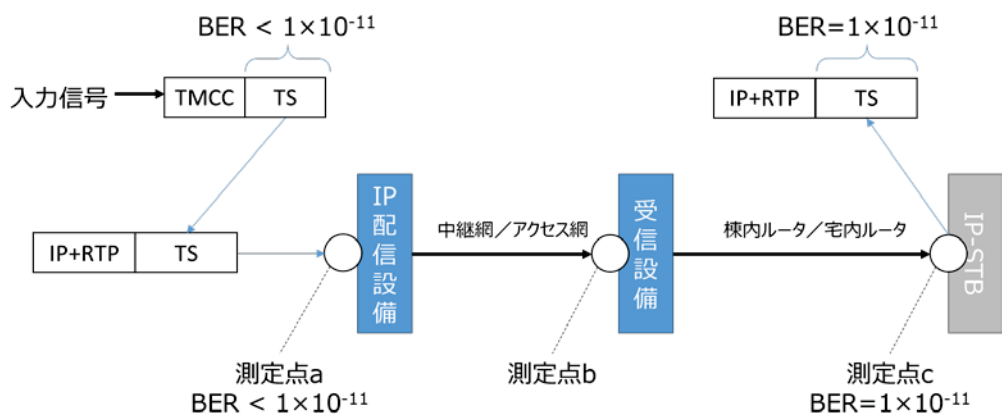 BER < 1×10⁻¹¹
BER=1×10⁻¹¹
入力信号
TMCC
TS
IP+RTP
TS
IP+RTP
TS
IP配信設備
中継網／アクセス網
受信設備
棟内ルータ／宅内ルータ
IP-STB
測定点a
BER < 1×10⁻¹¹
測定点b
測定点c
BER=1×10⁻¹¹